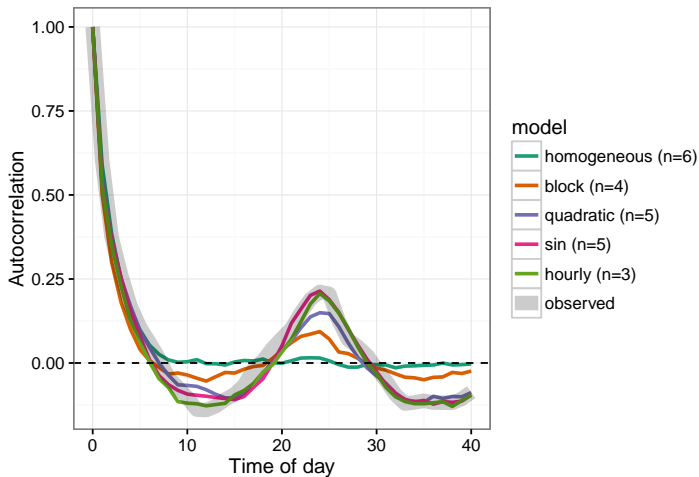 1.00
0.75
0.50
0.25
0.00
Autocorrelation
0
10
20
30
40
Time of day
model
homogeneous (n=6)
block (n=4)
quadratic (n=5)
sin (n=5)
hourly (n=3)
observed